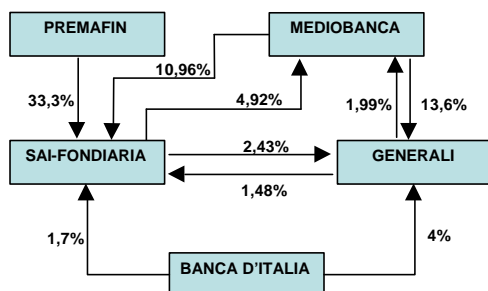 PREMAFIN
MEDIOBANCA
10,96%
33,3%
4,92%
1,99%
13,6%
SAI-FONDIARIA
2,43%
GENERALI
1,48%
1,7%
4%
BANCA D'ITALIA